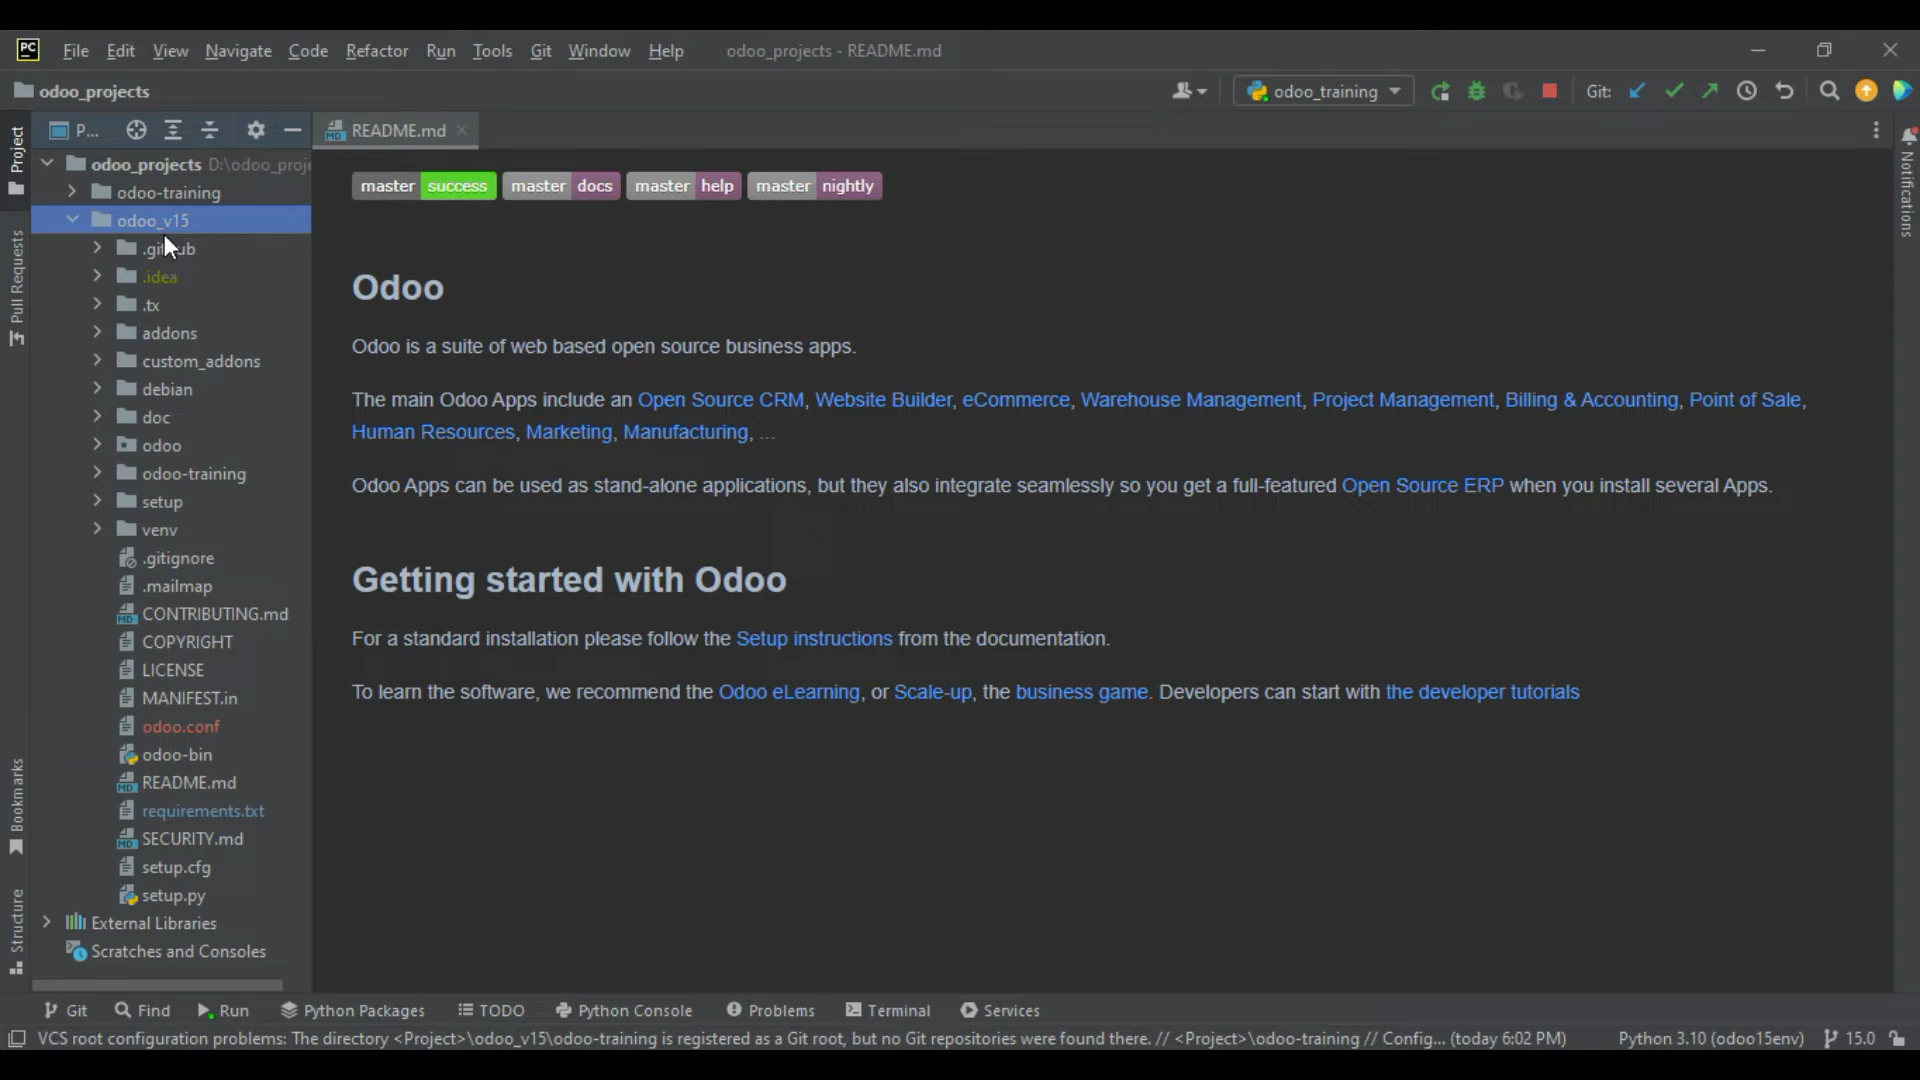 PC File Edit View Navigate Code Refactor Run Tools Git Window Help odoo_projects - README.md
odoo_projects odoo_training Git:
Project
Pull Requests
Bookmarks
Structure
P... README.md
Notifications
odoo_projects D:\odoo_proje
odoo-training
odoo_v15
.idea
.tx
addons
custom_addons
debian
doc
odoo
odoo-training
setup
venv
.gitignore
.mailmap
CONTRIBUTING.md
COPYRIGHT
LICENSE
MANIFEST.in
odoo.conf
odoo-bin
README.md
requirements.txt
SECURITY.md
setup.cfg
setup.py
External Libraries
Scratches and Consoles
master success master docs master help master nightly
Odoo
Odoo is a suite of web based open source business apps.
The main Odoo Apps include an Open Source CRM, Website Builder, eCommerce, Warehouse Management, Project Management, Billing & Accounting, Point of Sale,
Human Resources, Marketing, Manufacturing, ...
Odoo Apps can be used as stand-alone applications, but they also integrate seamlessly so you get a full-featured Open Source ERP when you install several Apps.
Getting started with Odoo
For a standard installation please follow the Setup instructions from the documentation.
To learn the software, we recommend the Odoo eLearning, or Scale-up, the business game. Developers can start with the developer tutorials
Git Find Run Python Packages TODO Python Console Problems Terminal Services
VCS root configuration problems: The directory <Project>\odoo_v15\odoo-training is registered as a Git root, but no Git repositories were found there. // <Project>\odoo-training // Config... (today 6:02 PM) Python 3.10 (odoo15env) 15.0